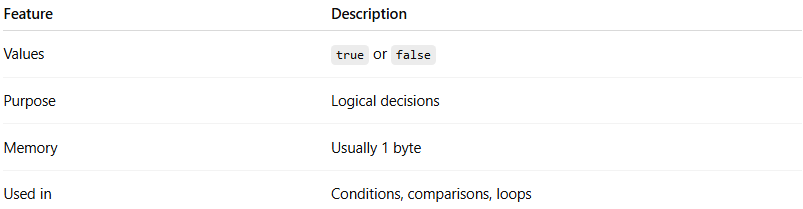 Feature Description
Values true or false
Purpose Logical decisions
Memory Usually 1 byte
Used in Conditions, comparisons, loops